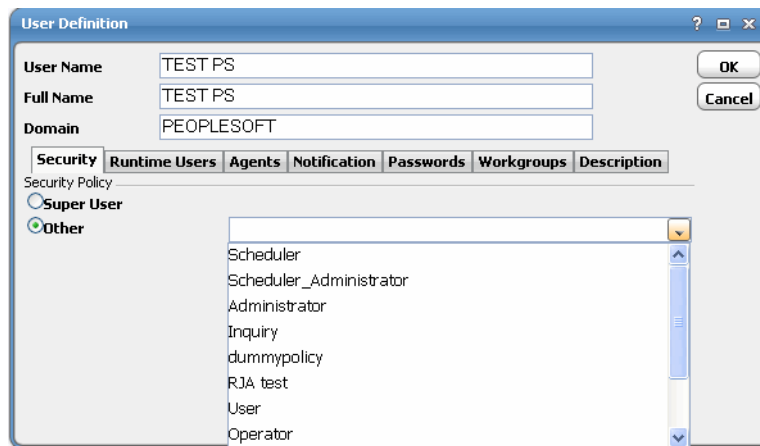 User Definition
User Name TEST PS
OK
Full Name TEST PS
Cancel
Domain PEOPLESOFT
Security Runtime Users Agents Notification Passwords Workgroups Description
Security Policy
Super User
Other
Scheduler
Scheduler_Administrator
Administrator
Inquiry
dummypolicy
RJA test
User
Operator